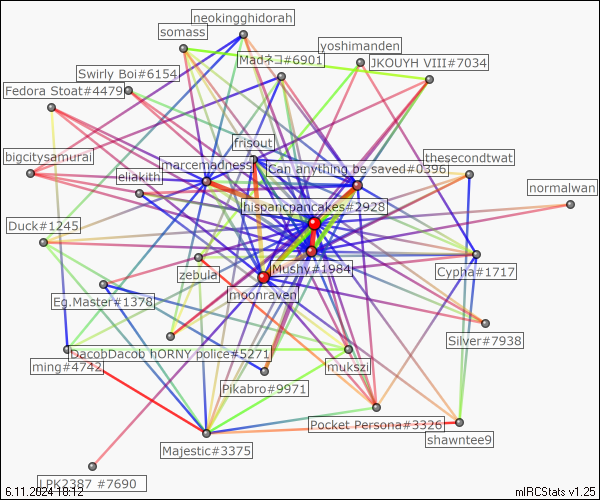 neokingghidorah
somass
yoshimanden
Madネコ#6901
JKOUYH VIII#7034
Swirly Boi#6154
Fedora Stoat#4479
frisout
bigcitysamurai
marcemadness
Can anything be saved#0396
thesecondtwat
eliakith
normalwan
hispancpancakes#2928
Duck#1245
Mushy#1984
Cypha#1717
zebula
moonraven
Eg.Master#1378
Silver#7938
DacobDacob hORNY police#5271
ming#4742
mukszi
Pikabro#9971
Pocket Persona#3326
shawntee9
Majestic#3375
LPK2387 #7690
6.11.2024 18:12
mIRCStats v1.25